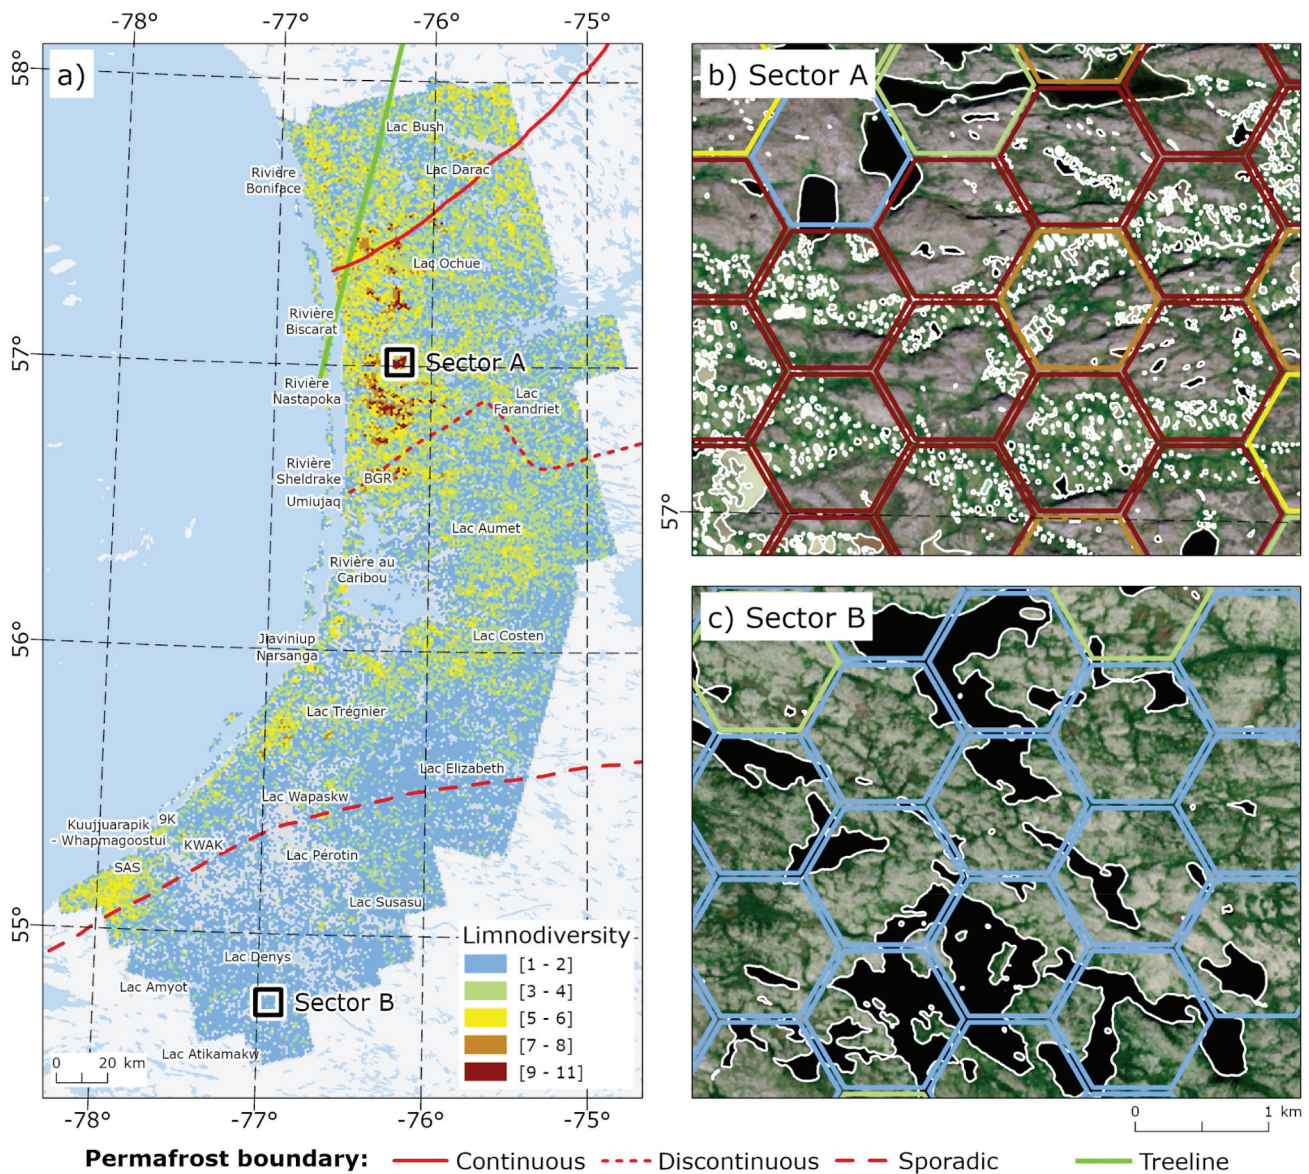 -78° -77° -76° -75°
a)
58°
Lac Bush
Lac Darac
Rivière
Boniface
Lac Ochue
Rivière
Biscarat
57°
Sector A
Rivière
Nastapoka
Lac
Farandriet
Rivière
Sheldrake
BGR
Umiujaq
Lac Aumet
Rivière au
Caribou
56°
Jiaviniup
Narsanga
Lac Costen
Lac Trégnier
Lac Elizabeth
Lac Wapaskw
9K
Kuujjuarapik
- Whapmagoostui
KWAK
Lac Pérotin
SAS
Lac Susasu
55°
Lac Denys
Lac Amyot
Sector B
Lac Atikamakw
0 20 km
Limnodiversity
[1 - 2]
[3 - 4]
[5 - 6]
[7 - 8]
[9 - 11]
-78° -77° -76° -75°
b) Sector A
57°
c) Sector B
0 1 km
Permafrost boundary: Continuous Discontinuous Sporadic Treeline